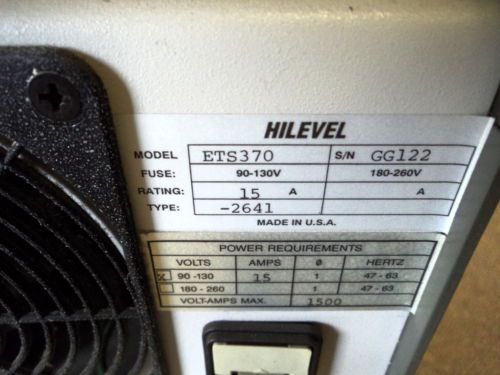 HILEVEL
MODEL ETS370 S/N GG122
FUSE: 90-130V 180-260V
RATING: 15 A A
TYPE: -2641
MADE IN U.S.A.
POWER REQUIREMENTS
VOLTS AMPS Ø HERTZ
X 90 -130 15 1 47 - 63
180 - 260 1 47 - 63
VOLT-AMPS MAX. 1500